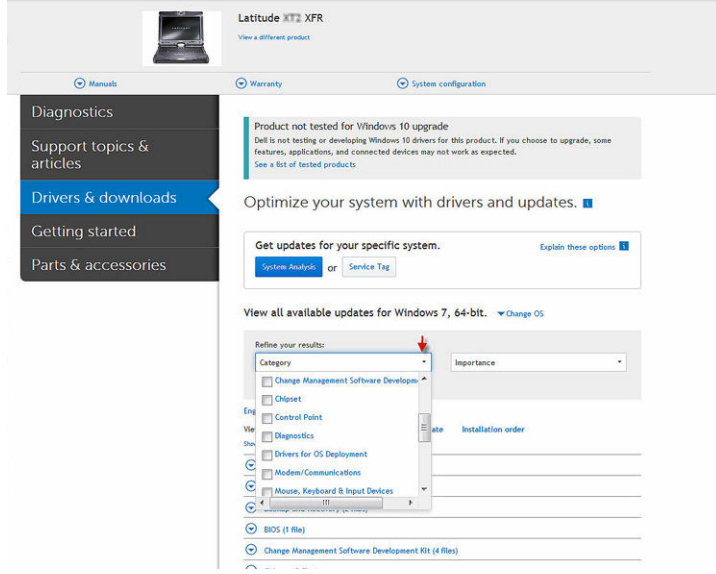 Latitude XT2 XFR
View a different product
Manuals
Warranty
System configuration
Diagnostics
Support topics &
articles
Drivers & downloads
Getting started
Parts & accessories
Product not tested for Windows 10 upgrade
Dell is not testing or developing Windows 10 drivers for this product. If you choose to upgrade, some
features, applications, and connected devices may not work as expected.
See a list of tested products
Optimize your system with drivers and updates.
Get updates for your specific system.
Explain these options
System Analysis or Service Tag
View all available updates for Windows 7, 64-bit. Change OS
Refine your results:
Category
Importance
Change Management Software Developm
Chipset
Control Point
Diagnostics
Drivers for OS Deployment
Modem/Communications
Mouse, Keyboard & Input Devices
Eng
Vie
ate
Installation order
BIOS (1 file)
Change Management Software Development Kit (4 files)